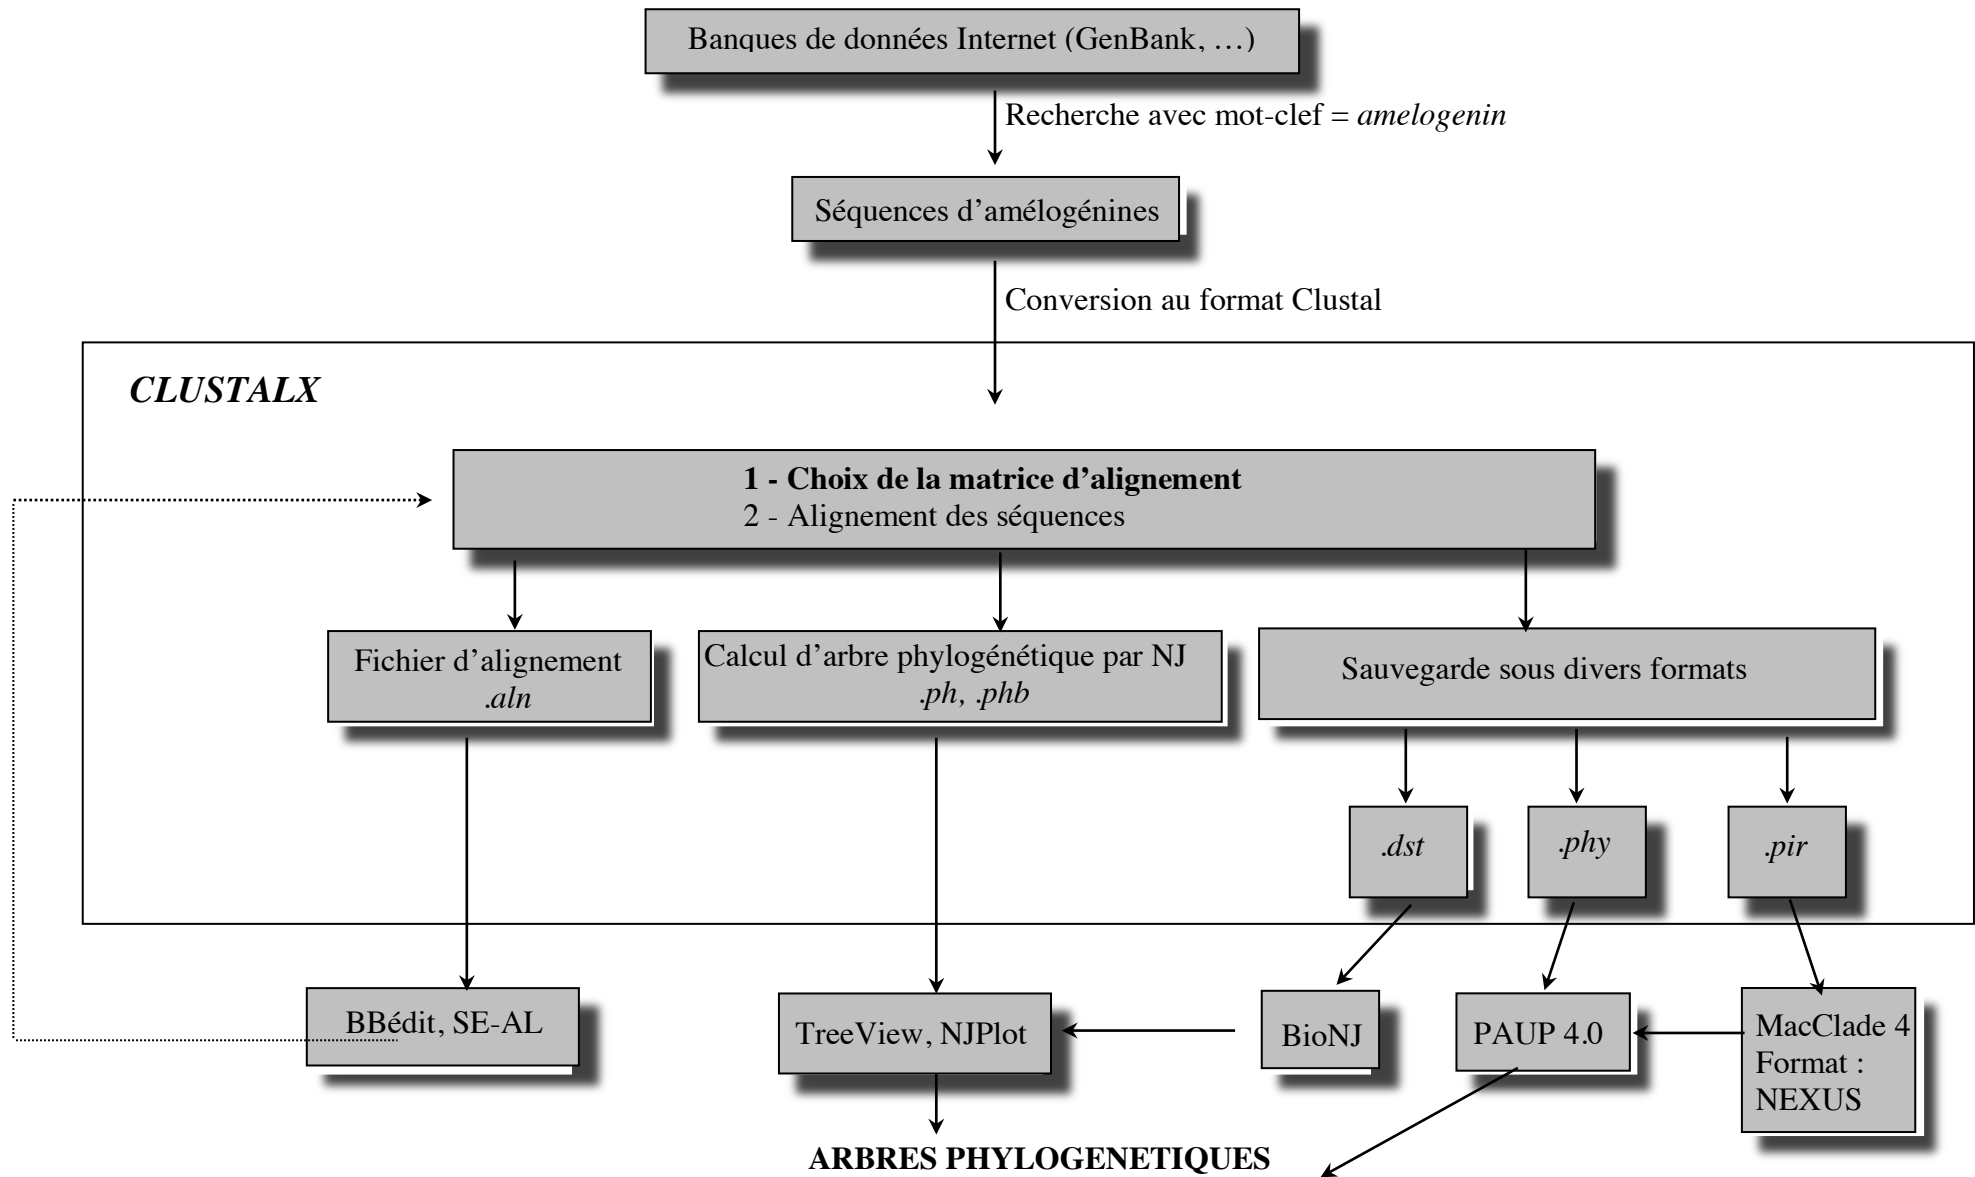 Banques de données Internet (GenBank, …)
Recherche avec mot-clef = amelogenin
Séquences d’amélogénines
Conversion au format Clustal
CLUSTALX
1 - Choix de la matrice d’alignement
2 - Alignement des séquences
Fichier d’alignement
.aln
Calcul d’arbre phylogénétique par NJ
.ph, .phb
Sauvegarde sous divers formats
.dst
.phy
.pir
BBédit, SE-AL
TreeView, NJPlot
BioNJ
PAUP 4.0
MacClade 4
Format :
NEXUS
ARBRES PHYLOGENETIQUES